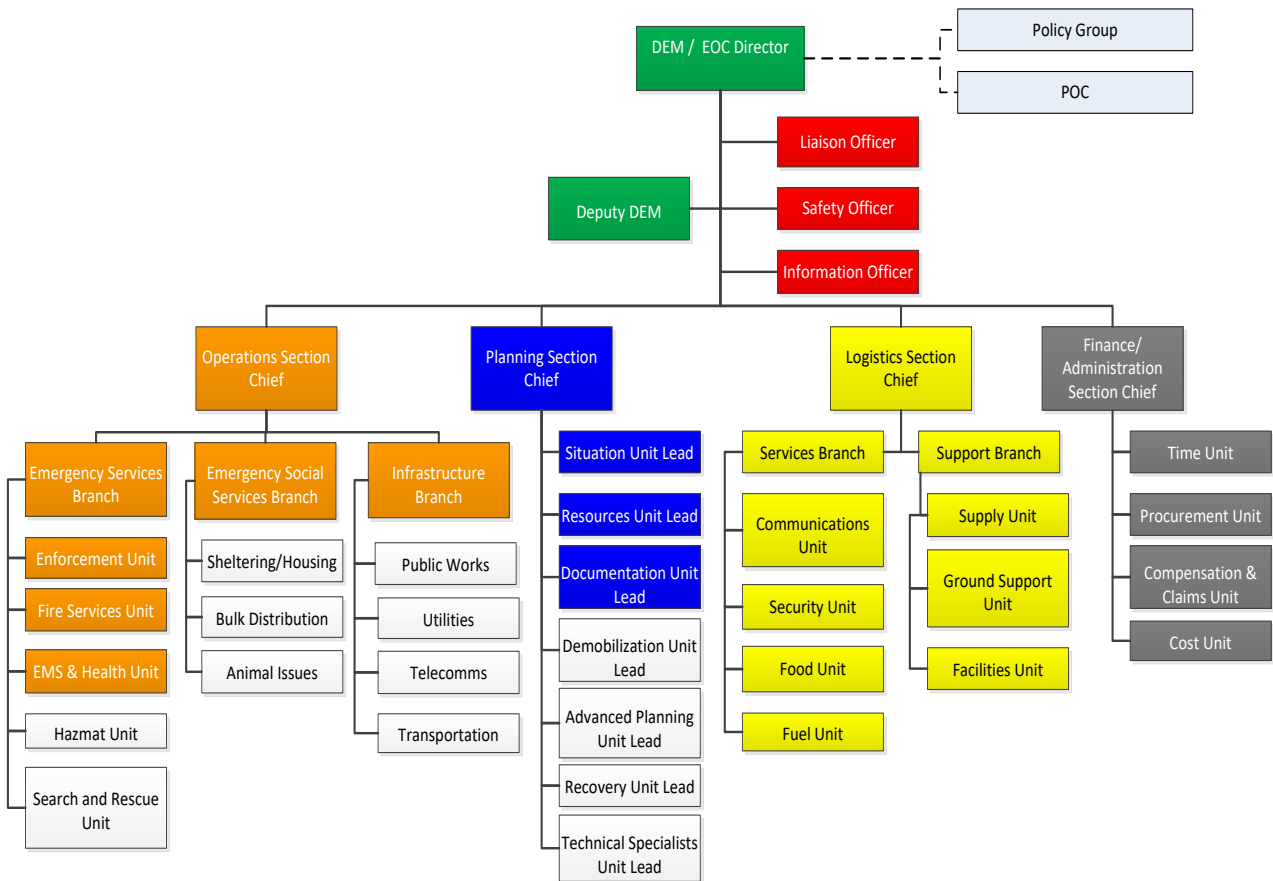 DEM / EOC Director
Policy Group
POC
Liaison Officer
Deputy DEM
Safety Officer
Information Officer
Operations Section
Chief
Planning Section
Chief
Logistics Section
Chief
Finance/
Administration
Section Chief
Emergency Services
Branch
Enforcement Unit
Fire Services Unit
EMS & Health Unit
Hazmat Unit
Search and Rescue
Unit
Emergency Social
Services Branch
Sheltering/Housing
Bulk Distribution
Animal Issues
Infrastructure
Branch
Public Works
Utilities
Telecomms
Transportation
Situation Unit Lead
Resources Unit Lead
Documentation Unit
Lead
Demobilization Unit
Lead
Advanced Planning
Unit Lead
Recovery Unit Lead
Technical Specialists
Unit Lead
Services Branch
Communications
Unit
Security Unit
Food Unit
Fuel Unit
Support Branch
Supply Unit
Ground Support
Unit
Facilities Unit
Time Unit
Procurement Unit
Compensation &
Claims Unit
Cost Unit